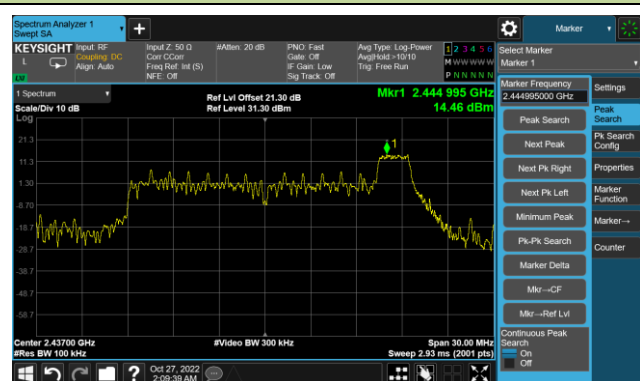 Spectrum Analyzer 1
Swept SA
Marker
KEYSIGHT
L
LM
Input: RF
Coupling: DC
Align: Auto
Input Z: 50 Ω
Corr CCorr
Freq Ref: Int (S)
NFE: Off
#Atten: 20 dB
PNO: Fast
Gate: Off
IF Gain: Low
Sig Track: Off
Avg Type: Log-Power
Avg|Hold:>10/10
Trig: Free Run
1 2 3 4 5 6
M W W W W W
P N N N N N
Select Marker
Marker 1
1 Spectrum
Scale/Div 10 dB
Log
Ref Lvl Offset 21.30 dB
Ref Level 31.30 dBm
Mkr1 2.444 995 GHz
14.46 dBm
21.3
11.3
1.30
-8.70
-18.7
-28.7
-38.7
-48.7
-58.7
1
Center 2.43700 GHz
#Res BW 100 kHz
#Video BW 300 kHz
Span 30.00 MHz
Sweep 2.93 ms (2001 pts)
Marker Frequency
2.444995000 GHz
Peak Search
Next Peak
Next Pk Right
Next Pk Left
Minimum Peak
Pk-Pk Search
Marker Delta
Mkr→CF
Mkr→Ref Lvl
Continuous Peak
Search
On
Off
Settings
Peak
Search
Pk Search
Config
Properties
Marker
Function
Marker→
Counter
Oct 27, 2022
2:09:39 AM